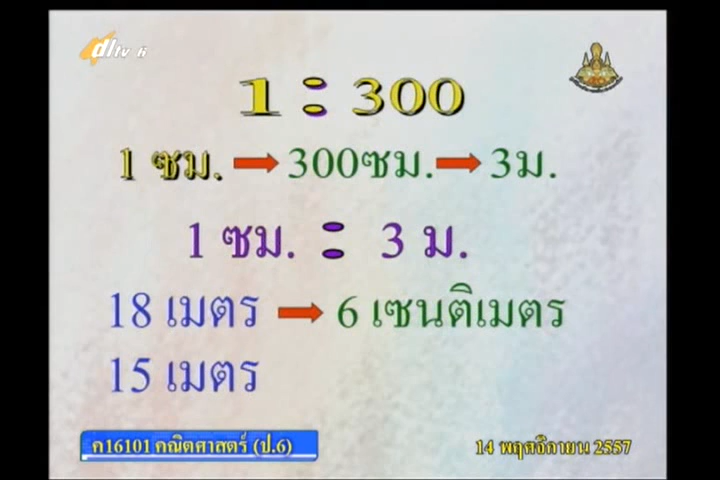 dltv 6
1 : 300
1 ซม. → 300ซม. → 3ม.
1 ซม. : 3 ม.
18 เมตร → 6 เซนติเมตร
15 เมตร
ค16101 คณิตศาสตร์ (ป.6)
14 พฤศจิกายน 2557